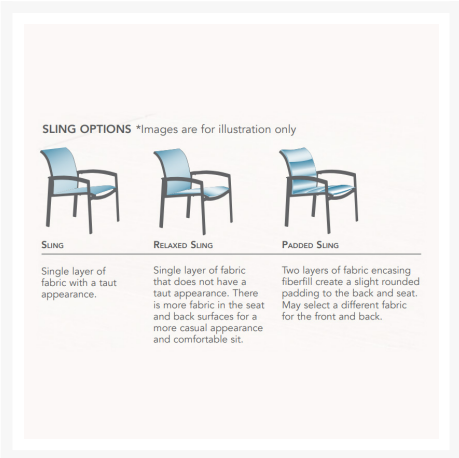 SLING OPTIONS *Images are for illustration only
SLING
Single layer of
fabric with a taut
appearance.
RELAXED SLING
Single layer of fabric
that does not have a
taut appearance. There
is more fabric in the seat
and back surfaces for a
more casual appearance
and comfortable sit.
PADDED SLING
Two layers of fabric encasing
fiberfill create a slight rounded
padding to the back and seat.
May select a different fabric
for the front and back.